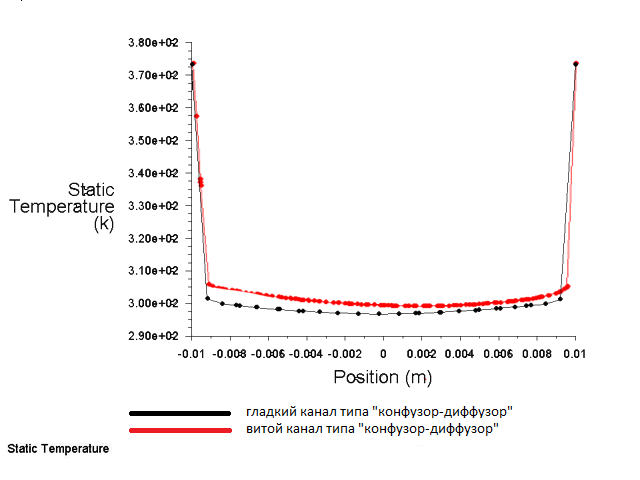 3.80e+02
3.70e+02
3.60e+02
3.50e+02
3.40e+02
3.30e+02
3.20e+02
3.10e+02
3.00e+02
2.90e+02
Static
Temperature
(k)
-0.01 -0.008 -0.006 -0.004 -0.002 0 0.002 0.004 0.006 0.008 0.01
Position (m)
гладкий канал типа "конфузор-диффузор"
витой канал типа "конфузор-диффузор"
Static Temperature